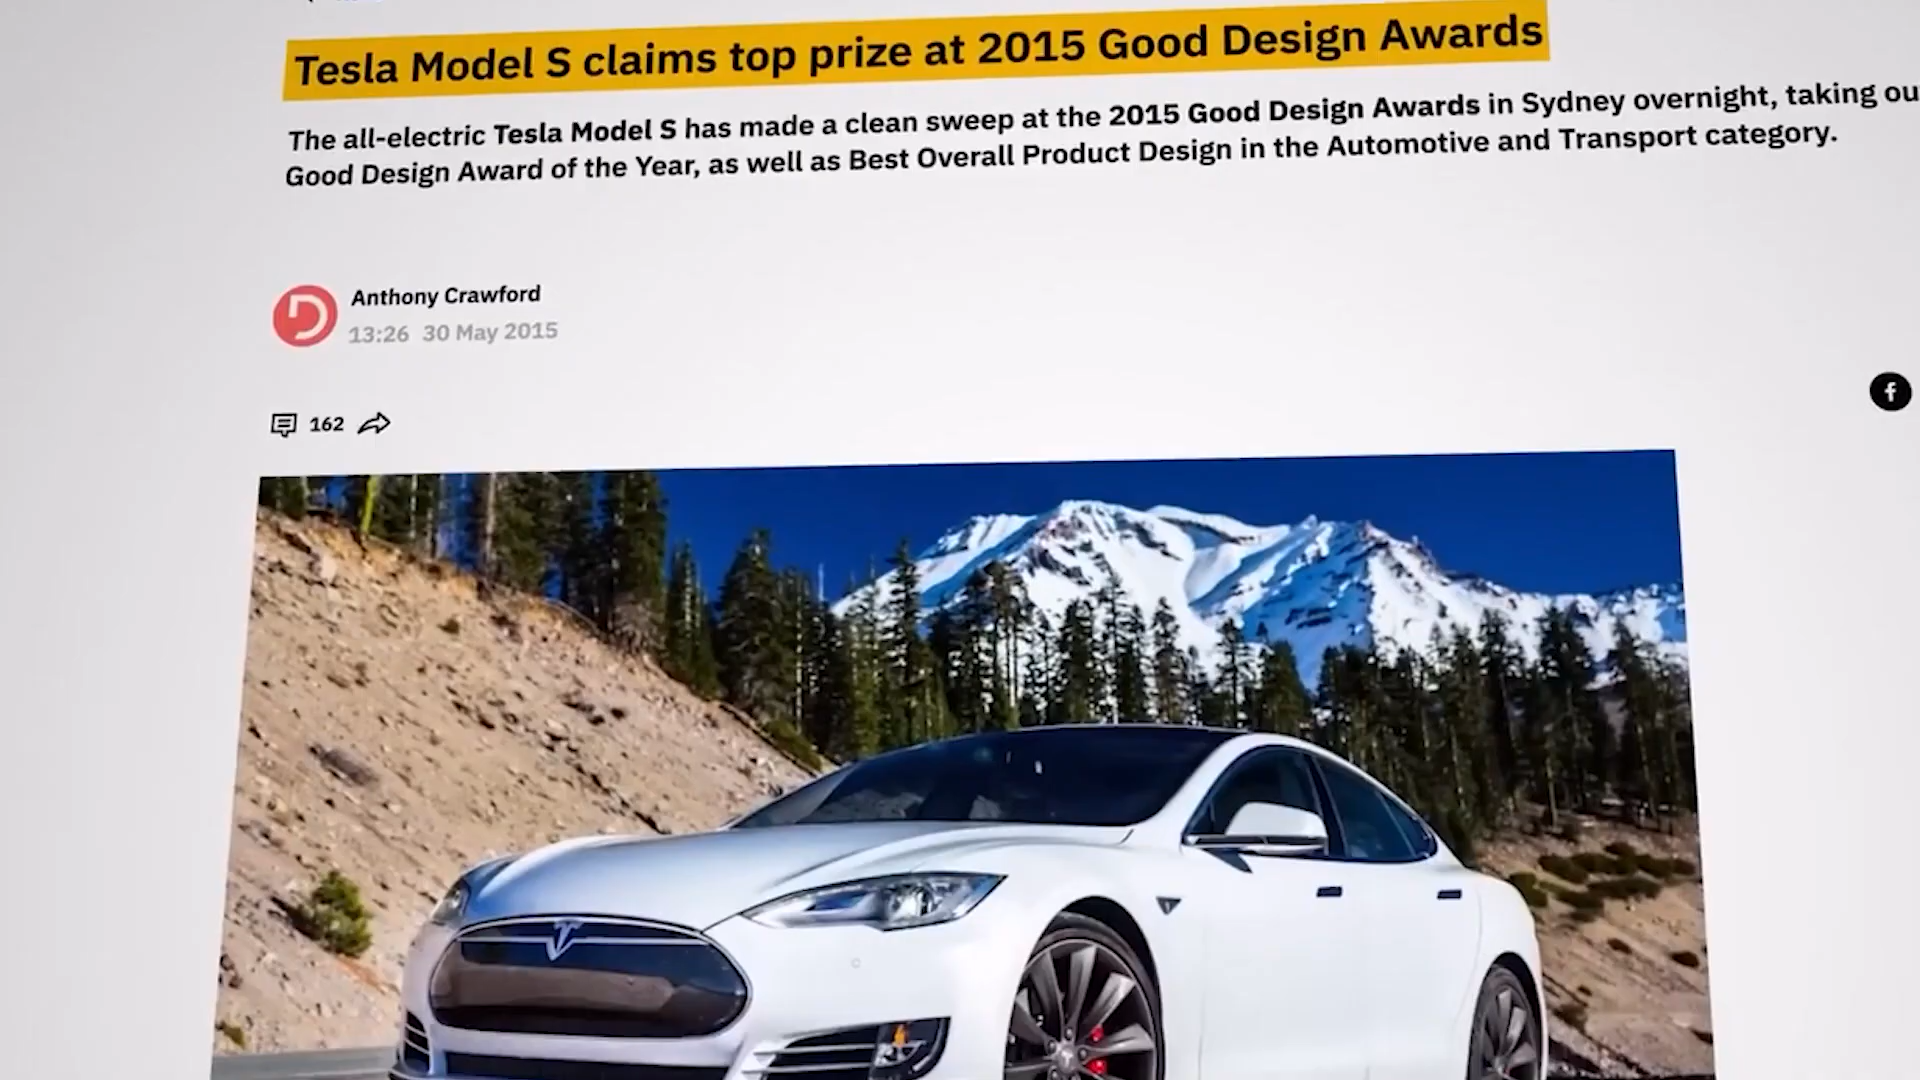 Tesla Model S claims top prize at 2015 Good Design Awards
The all-electric Tesla Model S has made a clean sweep at the 2015 Good Design Awards in Sydney overnight, taking ou
Good Design Award of the Year, as well as Best Overall Product Design in the Automotive and Transport category.
Anthony Crawford
13:26 30 May 2015
162